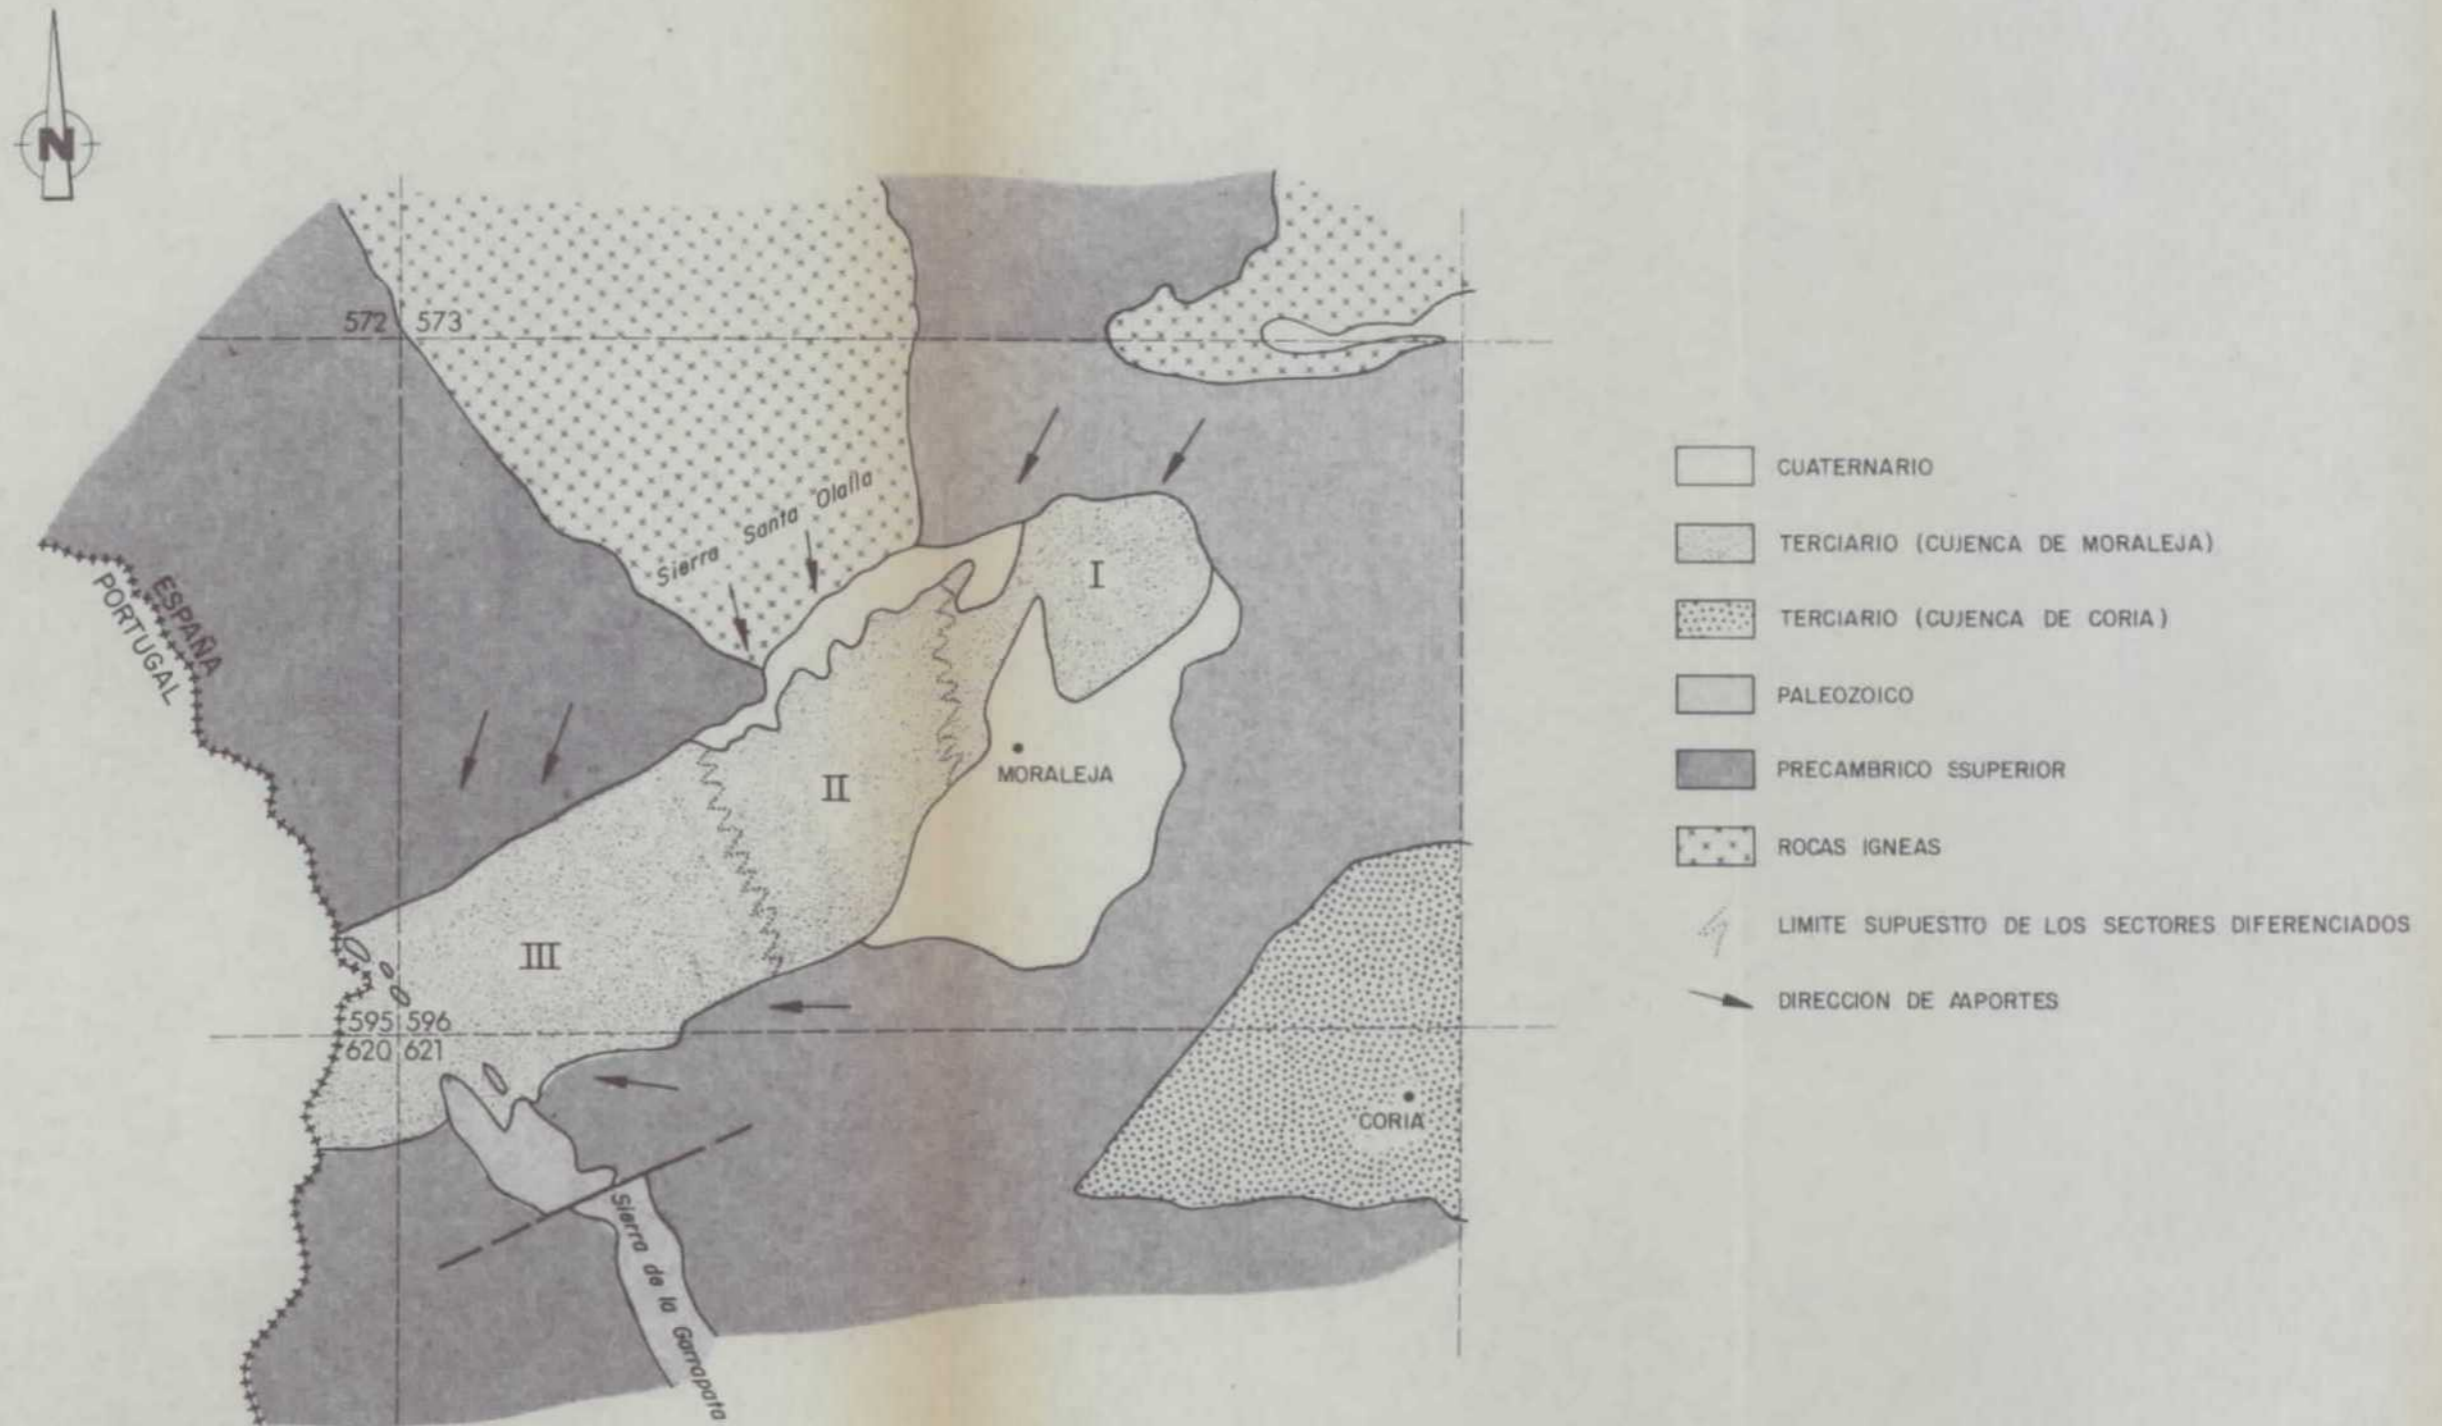 N
572 573
Sierra Santa Olalla
ESPAÑA
PORTUGAL
I
II
III
MORALEJA
595 596
620 621
CORIA
Sierra de la Garrapata
CUATERNARIO
TERCIARIO (CUJENCA DE MORALEJA)
TERCIARIO (CUJENCA DE CORIA)
PALEOZOICO
PRECAMBRICO SSUPERIOR
ROCAS IGNEAS
LIMITE SUPUESTTO DE LOS SECTORES DIFERENCIADOS
DIRECCION DE AAPORTES